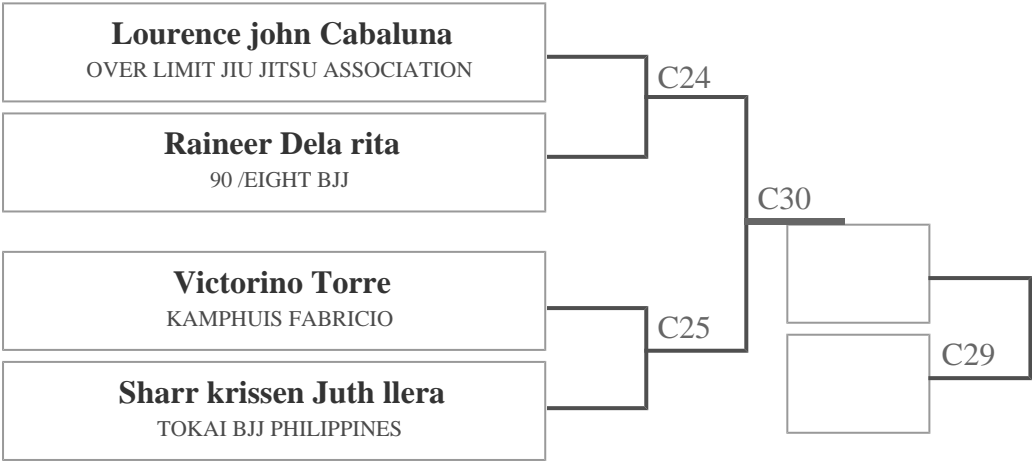 Lourence john Cabaluna
OVER LIMIT JIU JITSU ASSOCIATION
C24
Raineer Dela rita
90 /EIGHT BJJ
C30
Victorino Torre
KAMPHUIS FABRICIO
C25
C29
Sharr krissen Juth llera
TOKAI BJJ PHILIPPINES